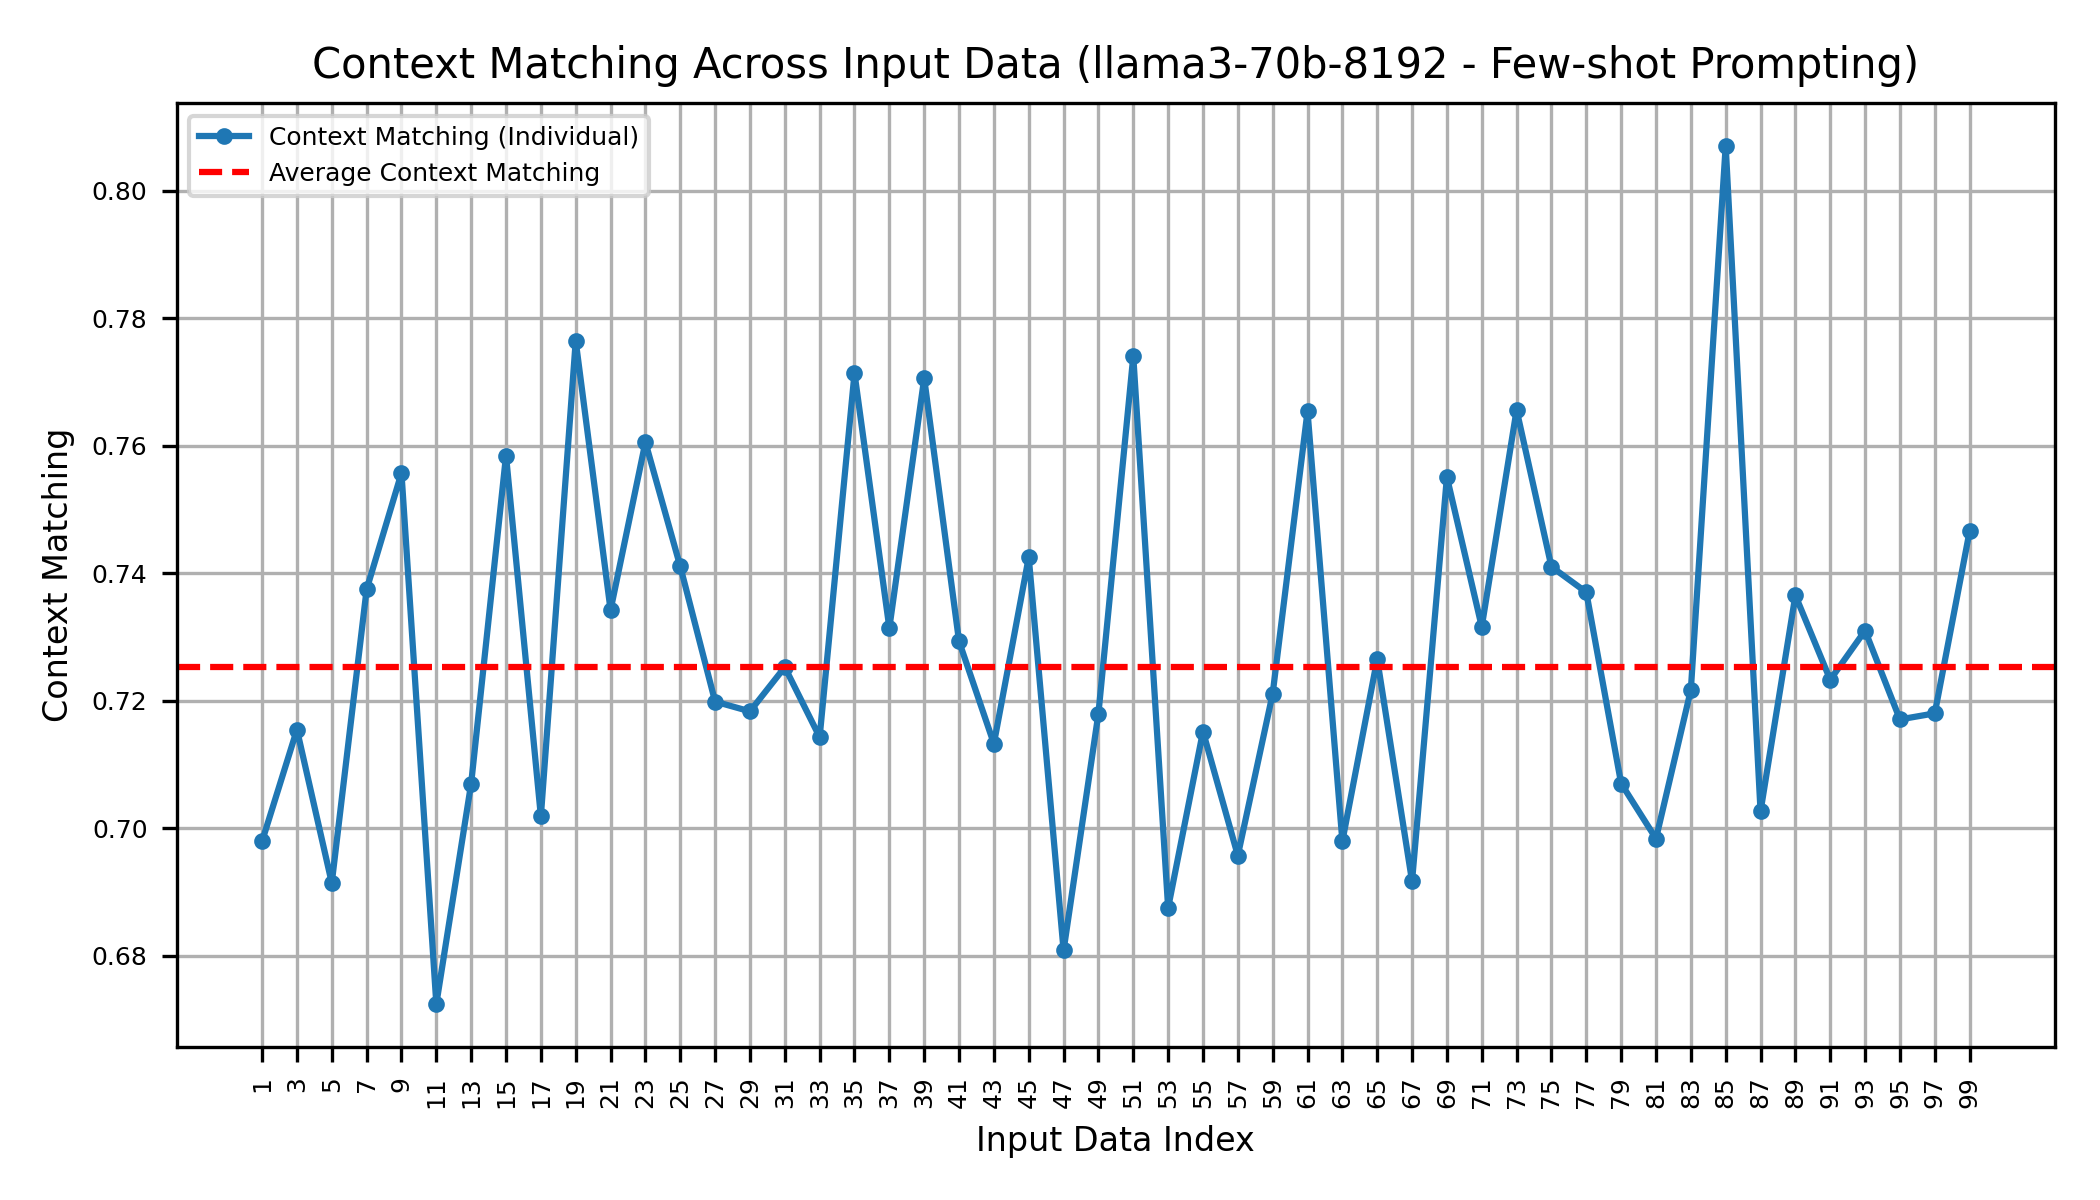 Context Matching Across Input Data (llama3-70b-8192 - Few-shot Prompting)
Context Matching (Individual)
Average Context Matching
Context Matching
0.80
0.78
0.76
0.74
0.72
0.70
0.68
1 3 5 7 9 11 13 15 17 19 21 23 25 27 29 31 33 35 37 39 41 43 45 47 49 51 53 55 57 59 61 63 65 67 69 71 73 75 77 79 81 83 85 87 89 91 93 95 97 99
Input Data Index